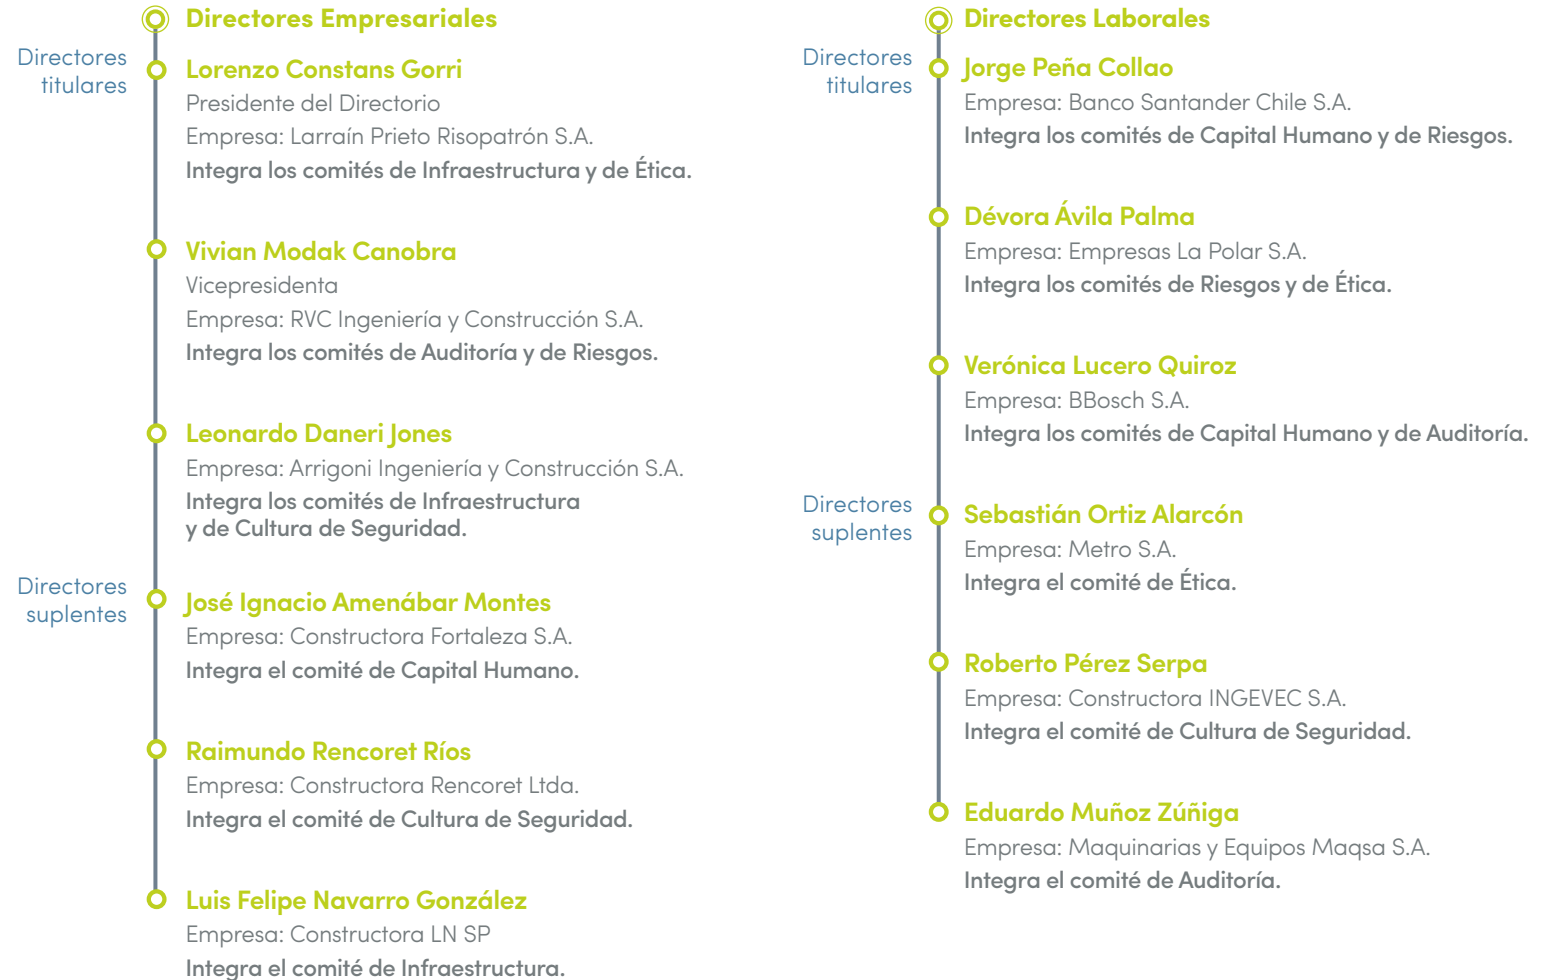 Directores Empresariales
Directores
titulares
Lorenzo Constans Gorri
Presidente del Directorio
Empresa: Larraín Prieto Risopatrón S.A.
Integra los comités de Infraestructura y de Ética.
Vivian Modak Canobra
Vicepresidenta
Empresa: RVC Ingeniería y Construcción S.A.
Integra los comités de Auditoría y de Riesgos.
Leonardo Daneri Jones
Empresa: Arrigoni Ingeniería y Construcción S.A.
Integra los comités de Infraestructura
y de Cultura de Seguridad.
Directores
suplentes
José Ignacio Amenábar Montes
Empresa: Constructora Fortaleza S.A.
Integra el comité de Capital Humano.
Raimundo Rencoret Ríos
Empresa: Constructora Rencoret Ltda.
Integra el comité de Cultura de Seguridad.
Luis Felipe Navarro González
Empresa: Constructora LN SP
Integra el comité de Infraestructura.
Directores Laborales
Directores
titulares
Jorge Peña Collao
Empresa: Banco Santander Chile S.A.
Integra los comités de Capital Humano y de Riesgos.
Dévora Ávila Palma
Empresa: Empresas La Polar S.A.
Integra los comités de Riesgos y de Ética.
Verónica Lucero Quiroz
Empresa: BBosch S.A.
Integra los comités de Capital Humano y de Auditoría.
Directores
suplentes
Sebastián Ortiz Alarcón
Empresa: Metro S.A.
Integra el comité de Ética.
Roberto Pérez Serpa
Empresa: Constructora INGEVEC S.A.
Integra el comité de Cultura de Seguridad.
Eduardo Muñoz Zúñiga
Empresa: Maquinarias y Equipos Maqsa S.A.
Integra el comité de Auditoría.